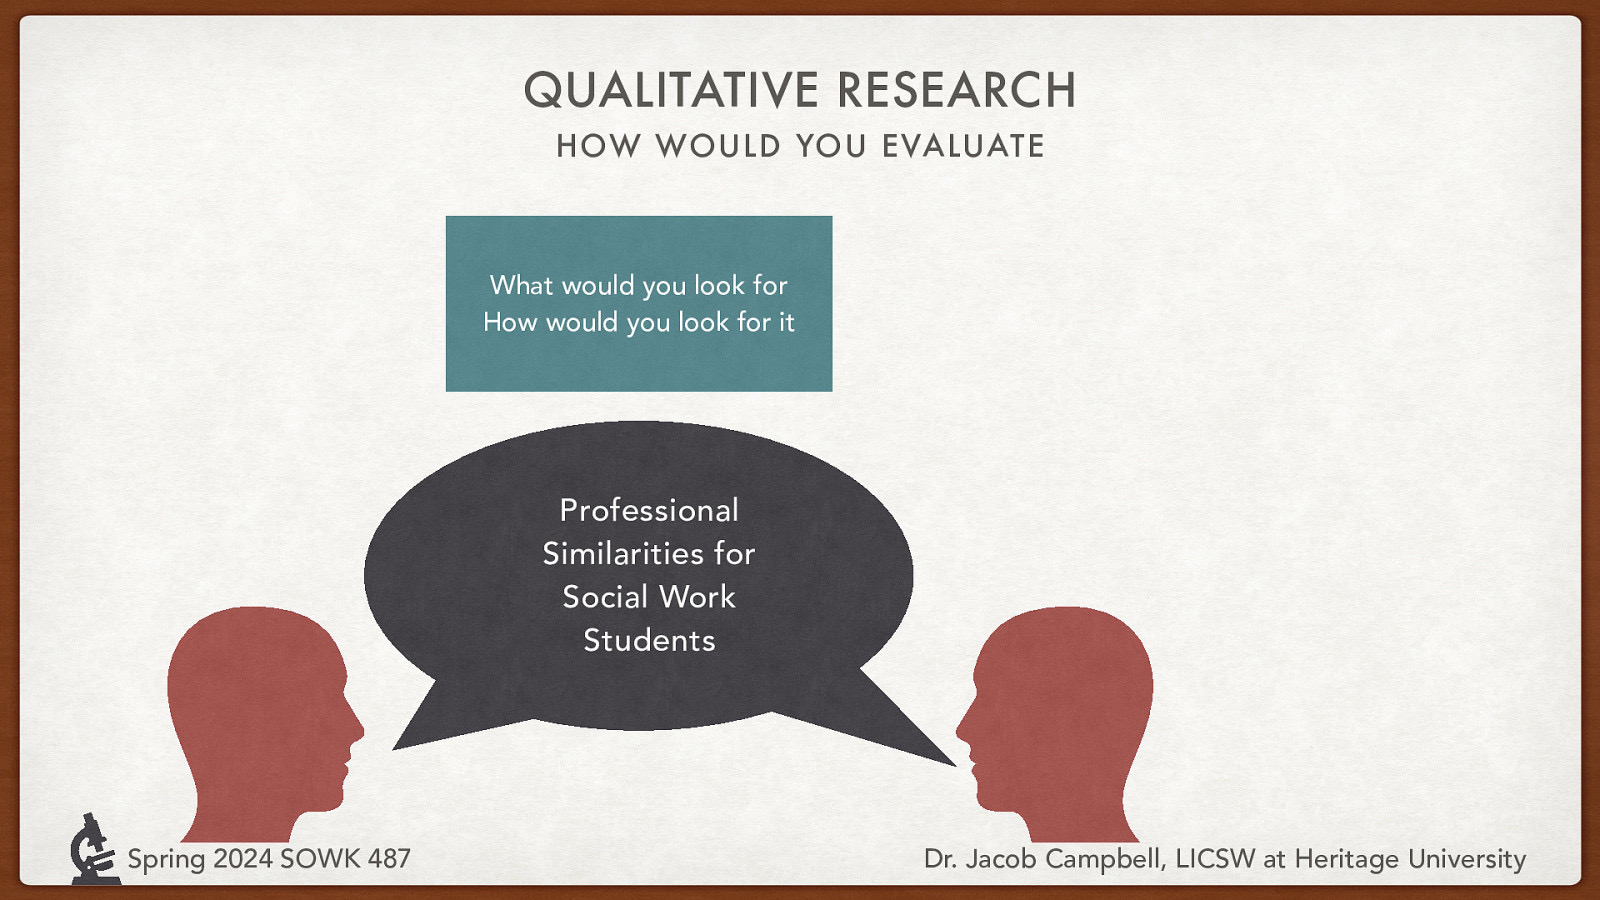 QUALITATIVE RESEARCH
HOW WOULD YOU EVALUATE
What would you look for
How would you look for it
Professional
Similarities for
Social Work
Students
Spring 2024 SOWK 487
Dr. Jacob Campbell, LICSW at Heritage University